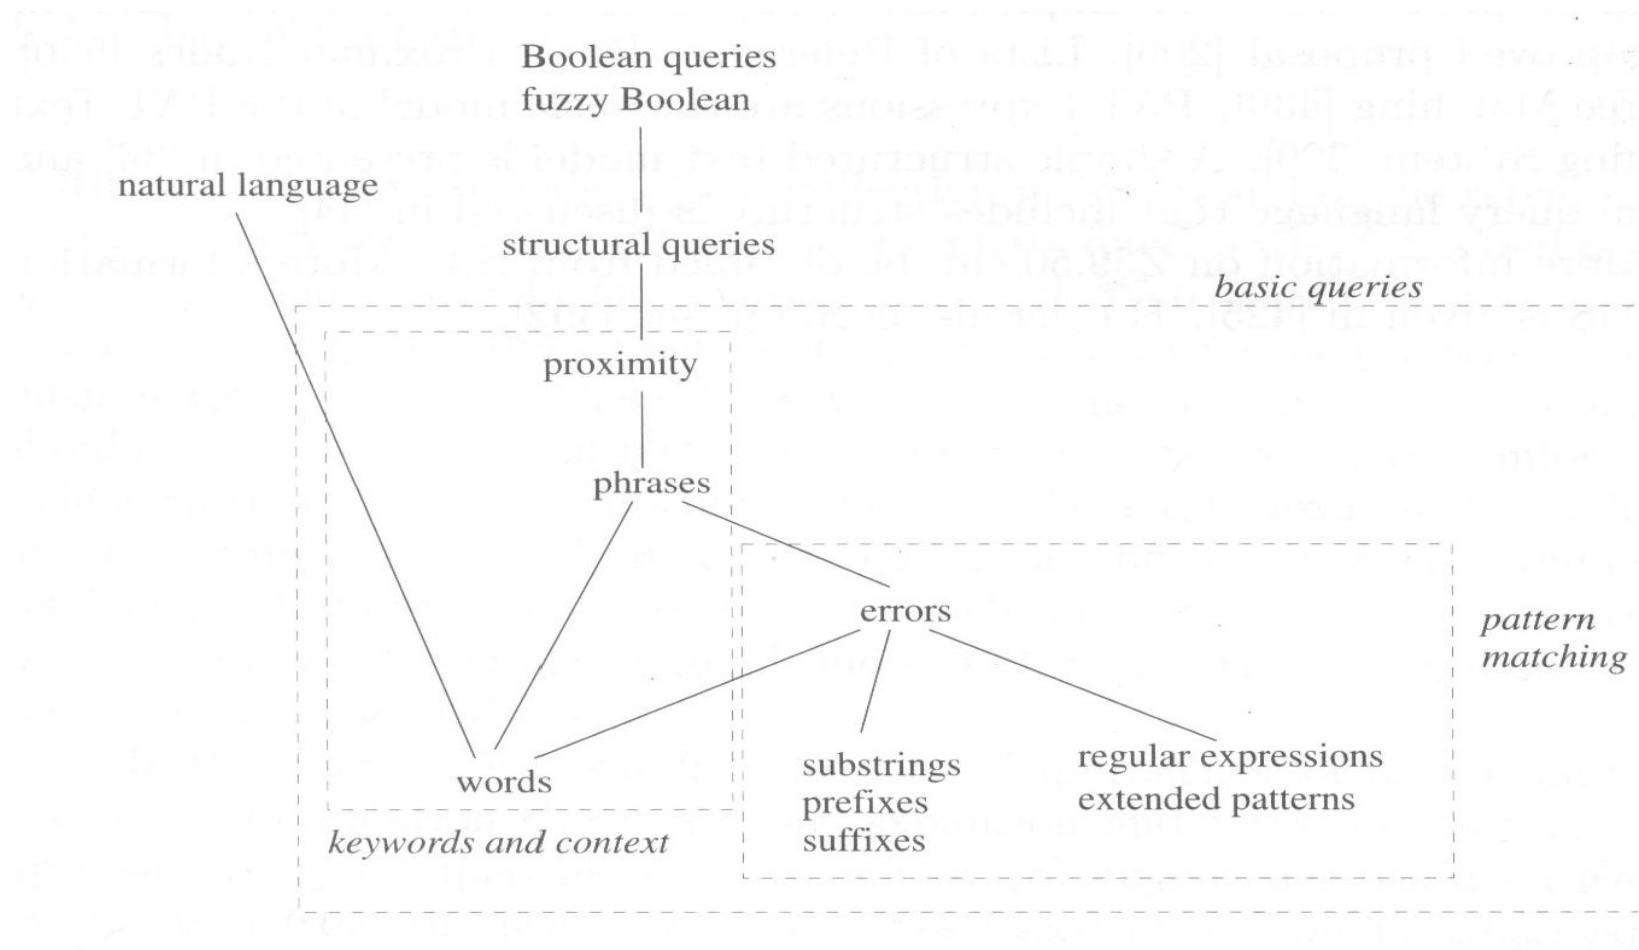 Boolean queries
fuzzy Boolean
natural language
structural queries
basic queries
proximity
phrases
errors
pattern
matching
words
substrings
prefixes
suffixes
regular expressions
extended patterns
keywords and context